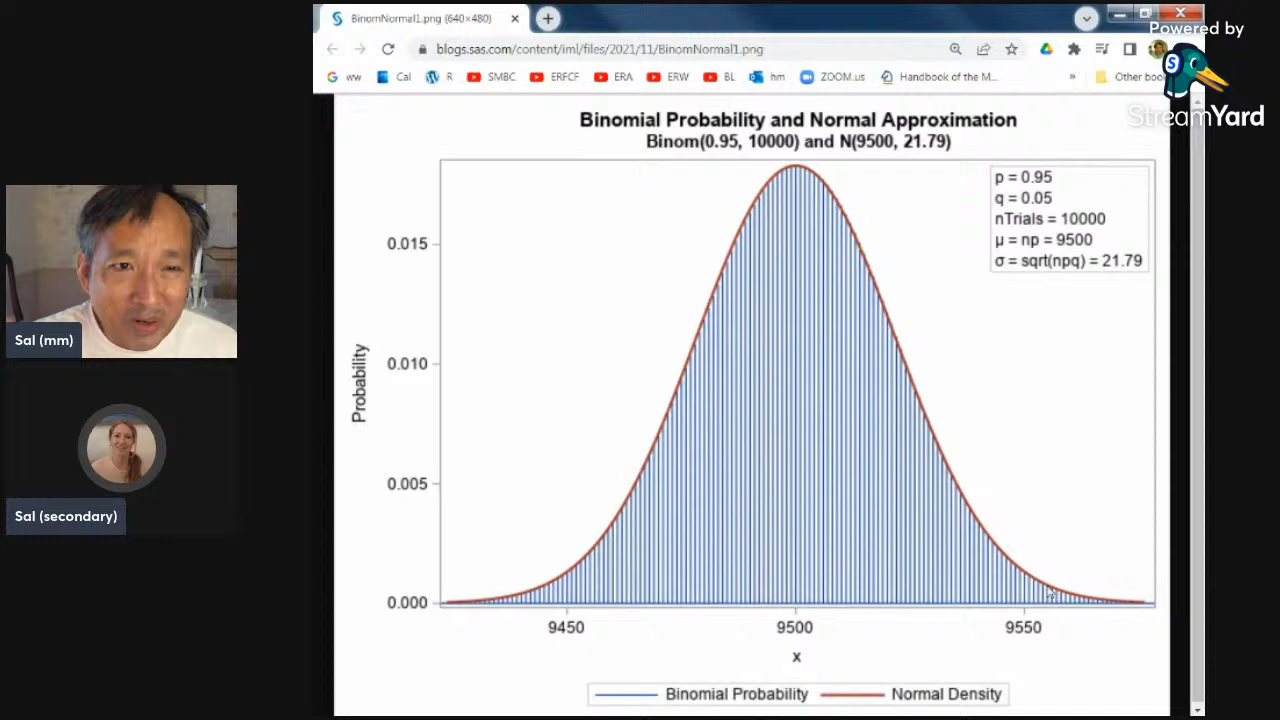 BinomNormal1.png (640×480)
Powered by
StreamYard
S
blogs.sas.com/content/iml/files/2021/11/BinomNormal1.png
ww
Cal
R
SMBC
ERFCF
ERA
ERW
BL
hm
ZOOM.us
Handbook of the M...
»
Other boo
Binomial Probability and Normal Approximation
Binom(0.95, 10000) and N(9500, 21.79)
p = 0.95
q = 0.05
nTrials = 10000
µ = np = 9500
σ = sqrt(npq) = 21.79
Probability
0.015
0.010
0.005
0.000
9450
9500
9550
x
Binomial Probability
Normal Density
Sal (mm)
Sal (secondary)